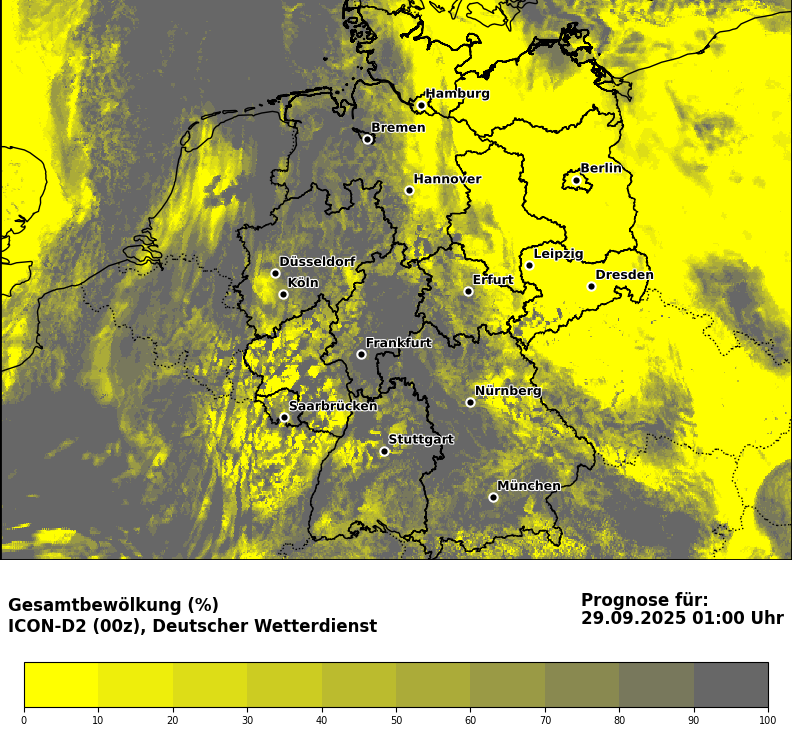 Hamburg
Bremen
Berlin
Hannover
Leipzig
Düsseldorf
Dresden
Erfurt
Köln
Frankfurt
Nürnberg
Saarbrücken
Stuttgart
München
Gesamtbewölkung (%)
ICON-D2 (00z), Deutscher Wetterdienst
Prognose für:
29.09.2025 01:00 Uhr
0 10 20 30 40 50 60 70 80 90 100